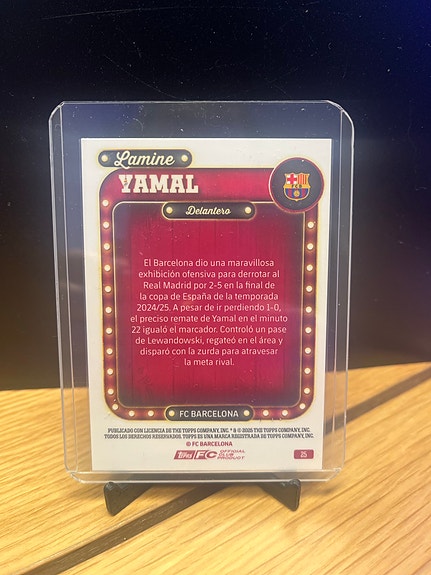 Lamine
YAMAL
FCB
Delantero
El Barcelona dio una maravillosa
exhibición ofensiva para derrotar al
Real Madrid por 2-5 en la final de
la copa de España de la temporada
2024/25. A pesar de ir perdiendo 1-0,
el preciso remate de Yamal en el minuto
22 igualó el marcador. Controló un pase
de Lewandowski, regateó en el área y
disparó con la zurda para atravesar
la meta rival.
FC BARCELONA
PUBLICADO CON LICENCIA DE THE TOPPS COMPANY, INC. ® & © 2025 THE TOPPS COMPANY, INC.
TODOS LOS DERECHOS RESERVADOS. TOPPS ES UNA MARCA REGISTRADA DE TOPPS COMPANY, INC.
© FC BARCELONA
Topps FC OFFICIAL CLUB PRODUCT
25